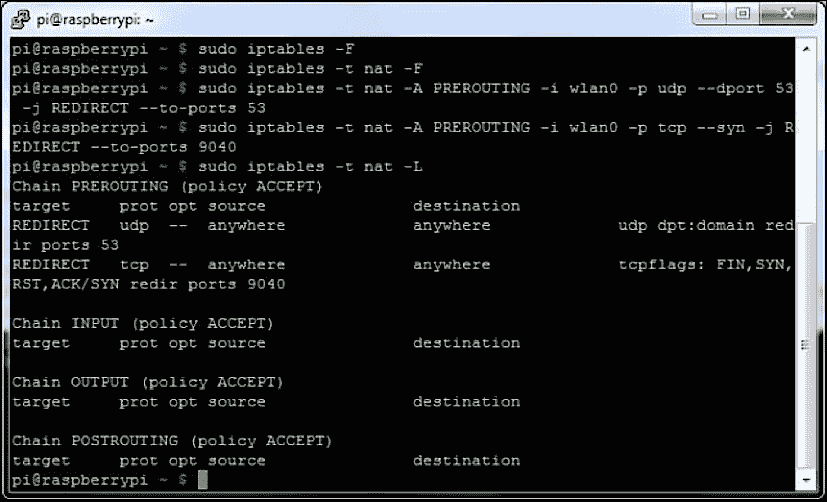 pi@raspberrypi: ~
pi@raspberrypi ~ $ sudo iptables -F
pi@raspberrypi ~ $ sudo iptables -t nat -F
pi@raspberrypi ~ $ sudo iptables -t nat -A PREROUTING -i wlan0 -p udp --dport 53
-j REDIRECT --to-ports 53
pi@raspberrypi ~ $ sudo iptables -t nat -A PREROUTING -i wlan0 -p tcp --syn -j R
EDIRECT --to-ports 9040
pi@raspberrypi ~ $ sudo iptables -t nat -L
Chain PREROUTING (policy ACCEPT)
target     prot opt source               destination
REDIRECT   udp  --  anywhere             anywhere             udp dpt:domain red
ir ports 53
REDIRECT   tcp  --  anywhere             anywhere             tcpflags: FIN,SYN,
RST,ACK/SYN redir ports 9040

Chain INPUT (policy ACCEPT)
target     prot opt source               destination

Chain OUTPUT (policy ACCEPT)
target     prot opt source               destination

Chain POSTROUTING (policy ACCEPT)
target     prot opt source               destination
pi@raspberrypi ~ $